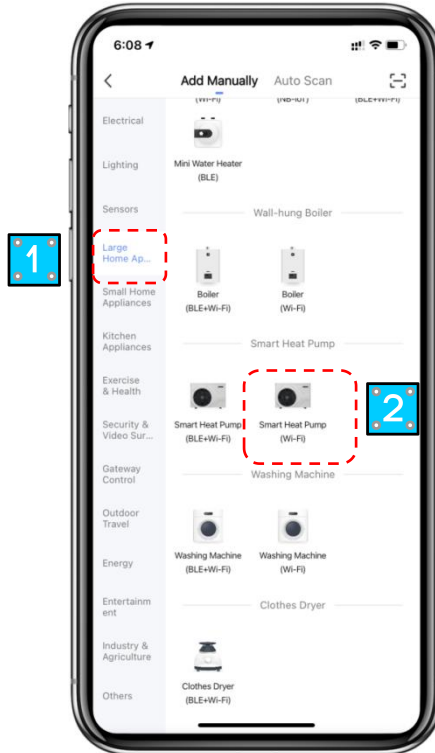 6:08
Add Manually Auto Scan
(Wi-Fi) (NB-IoT) (BLE+Wi-Fi)
Electrical
Lighting
Mini Water Heater
(BLE)
Sensors
Wall-hung Boiler
1
Large
Home Ap...
Small Home
Appliances
Boiler
(BLE+Wi-Fi)
Boiler
(Wi-Fi)
Kitchen
Appliances
Smart Heat Pump
Exercise
& Health
2
Security &
Video Sur...
Smart Heat Pump
(BLE+Wi-Fi)
Smart Heat Pump
(Wi-Fi)
Gateway
Control
Washing Machine
Outdoor
Travel
Energy
Washing Machine
(BLE+Wi-Fi)
Washing Machine
(Wi-Fi)
Entertainm
ent
Clothes Dryer
Industry &
Agriculture
Others
Clothes Dryer
(BLE+Wi-Fi)